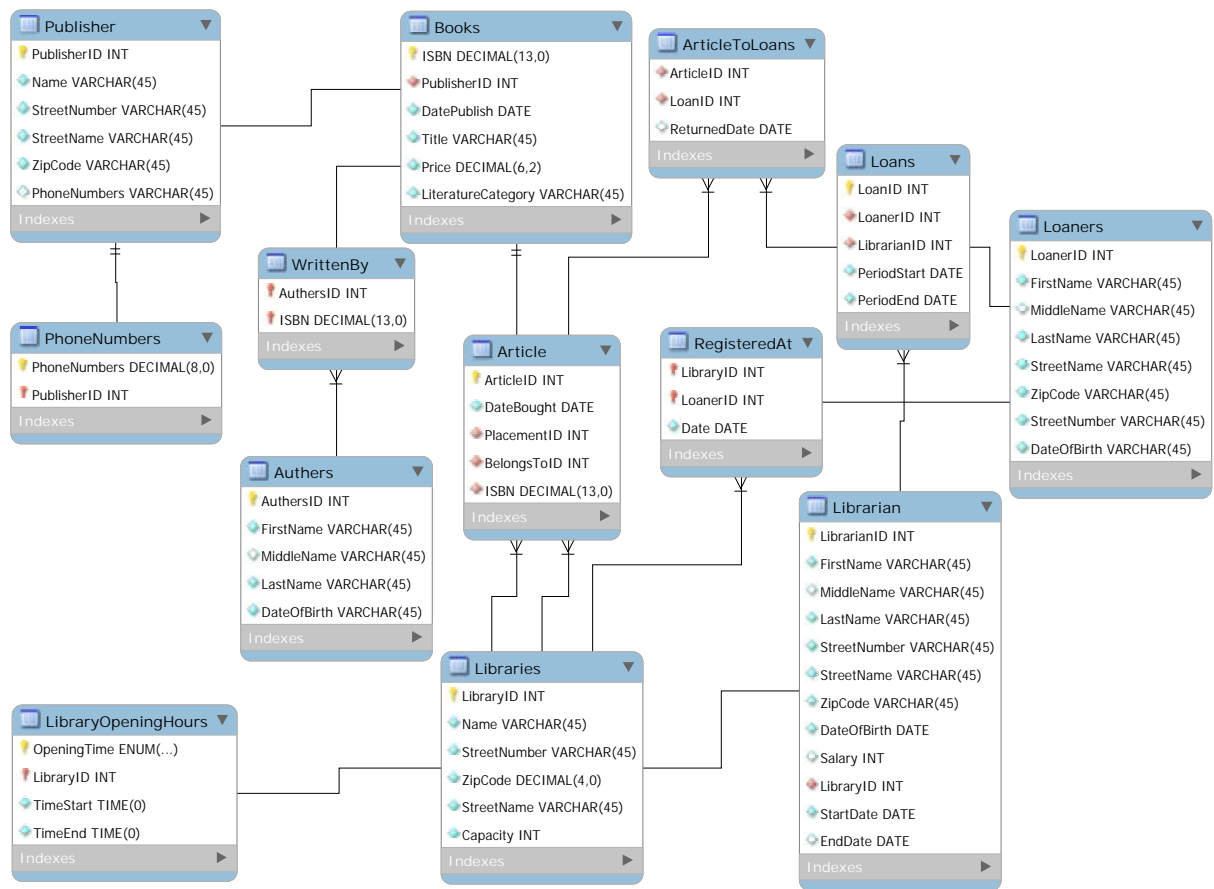 Publisher
PublisherID INT
Name VARCHAR(45)
StreetNumber VARCHAR(45)
StreetName VARCHAR(45)
ZipCode VARCHAR(45)
PhoneNumbers VARCHAR(45)
Indexes
Books
ISBN DECIMAL(13,0)
PublisherID INT
DatePublish DATE
Title VARCHAR(45)
Price DECIMAL(6,2)
LiteratureCategory VARCHAR(45)
Indexes
ArticleToLoans
ArticleID INT
LoanID INT
ReturnedDate DATE
Indexes
Loans
LoanID INT
LoanerID INT
LibrarianID INT
PeriodStart DATE
PeriodEnd DATE
Indexes
Loaners
LoanerID INT
FirstName VARCHAR(45)
MiddleName VARCHAR(45)
LastName VARCHAR(45)
StreetName VARCHAR(45)
ZipCode VARCHAR(45)
StreetNumber VARCHAR(45)
DateOfBirth VARCHAR(45)
Indexes
WrittenBy
AuthersID INT
ISBN DECIMAL(13,0)
Indexes
PhoneNumbers
PhoneNumbers DECIMAL(8,0)
PublisherID INT
Indexes
Article
ArticleID INT
DateBought DATE
PlacementID INT
BelongsToID INT
ISBN DECIMAL(13,0)
Indexes
RegisteredAt
LibraryID INT
LoanerID INT
Date DATE
Indexes
Authers
AuthersID INT
FirstName VARCHAR(45)
MiddleName VARCHAR(45)
LastName VARCHAR(45)
DateOfBirth VARCHAR(45)
Indexes
Librarian
LibrarianID INT
FirstName VARCHAR(45)
MiddleName VARCHAR(45)
LastName VARCHAR(45)
StreetNumber VARCHAR(45)
StreetName VARCHAR(45)
ZipCode VARCHAR(45)
DateOfBirth DATE
Salary INT
LibraryID INT
StartDate DATE
EndDate DATE
Indexes
Libraries
LibraryID INT
Name VARCHAR(45)
StreetNumber VARCHAR(45)
ZipCode DECIMAL(4,0)
StreetName VARCHAR(45)
Capacity INT
Indexes
LibraryOpeningHours
OpeningTime ENUM(...)
LibraryID INT
TimeStart TIME(0)
TimeEnd TIME(0)
Indexes